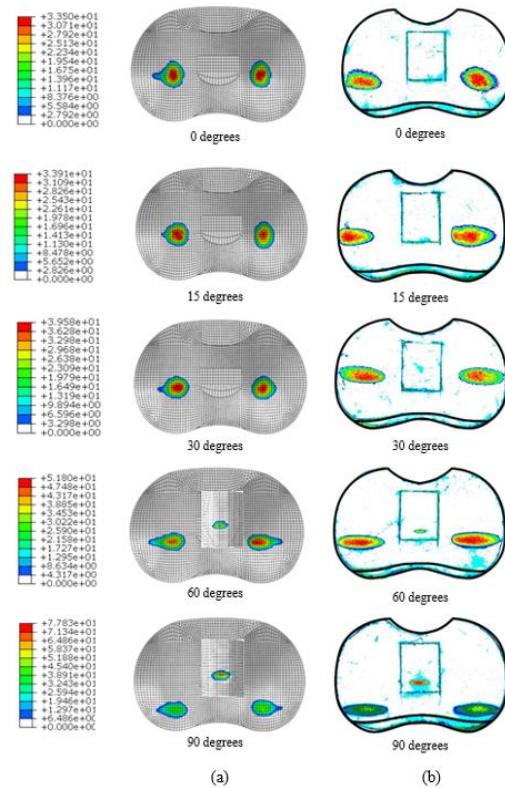 +3.350e+01
+3.071e+01
+2.792e+01
+2.513e+01
+2.234e+01
+1.954e+01
+1.675e+01
+1.396e+01
+1.117e+01
+8.376e+00
+5.584e+00
+2.792e+00
+0.000e+00
0 degrees
0 degrees
+3.391e+01
+3.109e+01
+2.826e+01
+2.543e+01
+2.261e+01
+1.978e+01
+1.696e+01
+1.413e+01
+1.130e+01
+8.478e+00
+5.652e+00
+2.826e+00
+0.000e+00
15 degrees
15 degrees
+3.958e+01
+3.628e+01
+3.298e+01
+2.968e+01
+2.638e+01
+2.309e+01
+1.979e+01
+1.649e+01
+1.319e+01
+9.894e+00
+6.596e+00
+3.298e+00
+0.000e+00
30 degrees
30 degrees
+5.180e+01
+4.748e+01
+4.317e+01
+3.885e+01
+3.453e+01
+3.022e+01
+2.590e+01
+2.158e+01
+1.727e+01
+1.295e+01
+8.634e+00
+4.317e+00
+0.000e+00
60 degrees
60 degrees
+7.783e+01
+7.134e+01
+6.486e+01
+5.837e+01
+5.188e+01
+4.540e+01
+3.891e+01
+3.243e+01
+2.594e+01
+1.946e+01
+1.297e+01
+6.486e+00
+0.000e+00
90 degrees
90 degrees
(a)
(b)